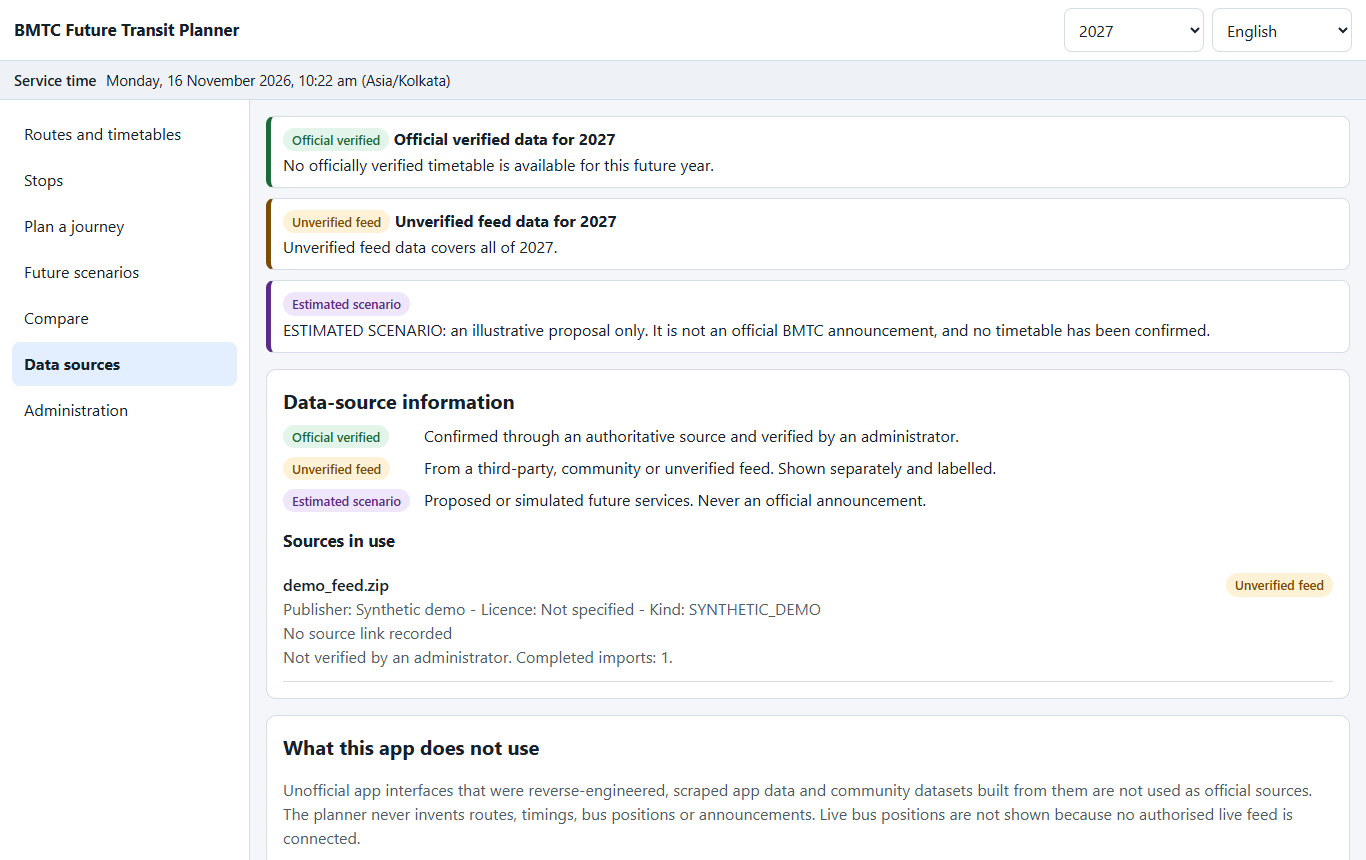 BMTC Future Transit Planner
2027
English
Service time Monday, 16 November 2026, 10:22 am (Asia/Kolkata)
Routes and timetables
Stops
Plan a journey
Future scenarios
Compare
Data sources
Administration
Official verified Official verified data for 2027
No officially verified timetable is available for this future year.
Unverified feed Unverified feed data for 2027
Unverified feed data covers all of 2027.
Estimated scenario
ESTIMATED SCENARIO: an illustrative proposal only. It is not an official BMTC announcement, and no timetable has been confirmed.
Data-source information
Official verified Confirmed through an authoritative source and verified by an administrator.
Unverified feed From a third-party, community or unverified feed. Shown separately and labelled.
Estimated scenario Proposed or simulated future services. Never an official announcement.
Sources in use
demo_feed.zip Unverified feed
Publisher: Synthetic demo - Licence: Not specified - Kind: SYNTHETIC_DEMO
No source link recorded
Not verified by an administrator. Completed imports: 1.
What this app does not use
Unofficial app interfaces that were reverse-engineered, scraped app data and community datasets built from them are not used as official sources.
The planner never invents routes, timings, bus positions or announcements. Live bus positions are not shown because no authorised live feed is
connected.